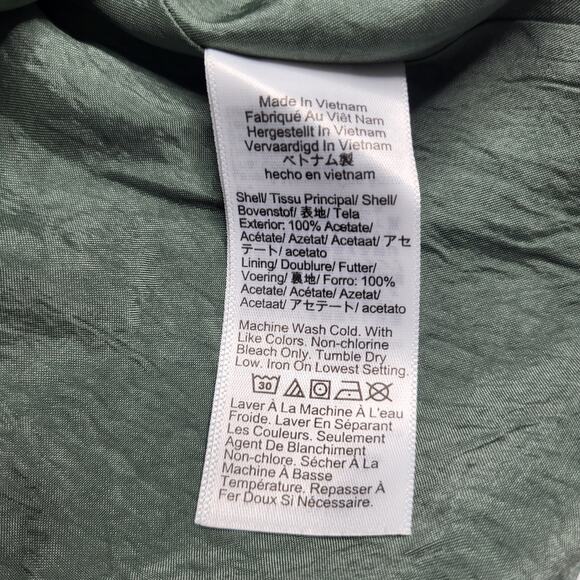 Made In Vietnam
Fabriqué Au Viêt Nam
Hergestellt In Vietnam
Vervaardigd In Vietnam
ベトナム製
hecho en vietnam
Shell/ Tissu Principal/ Shell/
Bovenstof/ 表地/ Tela
Exterior: 100% Acetate/
Acétate/ Azetat/ Acetaat/ アセ
テート/ acetato
Lining/ Doublure/ Futter/
Voering/ 裏地/ Forro: 100%
Acetate/ Acétate/ Azetat/
Acetaat/ アセテート/ acetato
Machine Wash Cold. With
Like Colors. Non-chlorine
Bleach Only. Tumble Dry
Low. Iron On Lowest Setting.
30
Laver À La Machine À L'eau
Froide. Laver En Séparant
Les Couleurs. Seulement
Agent De Blanchiment
Non-chlore. Sécher À La
Machine À Basse
Température. Repasser À
Fer Doux Si Nécessaire.